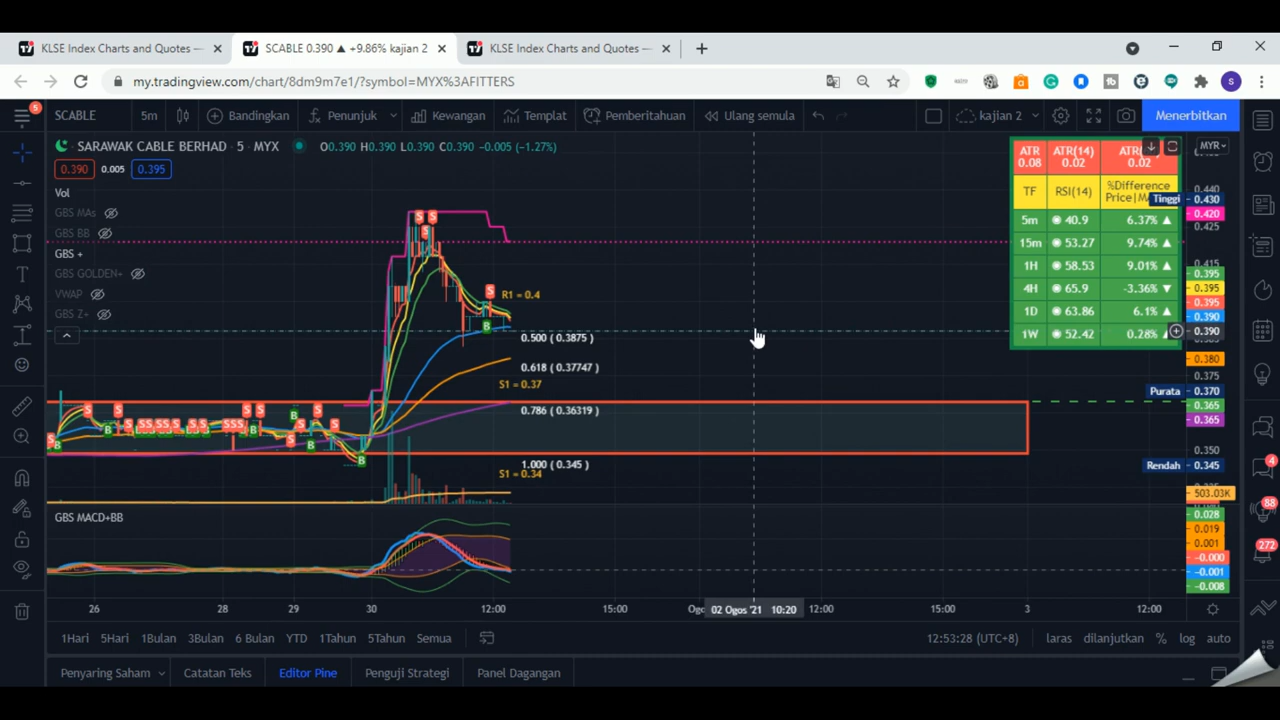 KLSE Index Charts and Quotes —
SCABLE 0.390 ▲ +9.86% kajian 2
KLSE Index Charts and Quotes —
my.tradingview.com/chart/8dm9m7e1/?symbol=MYX%3AFITTERS
5
SCABLE
5m
Bandingkan
Penunjuk
Kewangan
Templat
Pemberitahuan
Ulang semula
kajian 2
Menerbitkan
SARAWAK CABLE BERHAD · 5 · MYX
O0.390 H0.390 L0.390 C0.390 −0.005 (−1.27%)
0.390 0.005 0.395
Vol
GBS MAs
GBS BB
GBS +
GBS GOLDEN+
VWAP
GBS Z+
ATR 0.08
ATR(14) 0.02
0.02
TF RSI(14) %Difference
5m 40.9 6.37% ▲
15m 53.27 9.74% ▲
1H 58.53 9.01% ▲
4H 65.9 -3.36% ▼
1D 63.86 6.1% ▲
1W 52.42 0.28%
MYR
0.440
Tinggi 0.430
0.420
0.425
0.415
0.395
0.395
0.395
0.390
0.390
0.380
0.375
Purata 0.370
0.365
0.365
0.350
Rendah 0.345
503.03K
0.028
0.019
0.001
−0.000
−0.001
−0.008
R1 = 0.4
0.500 ( 0.3875 )
0.618 ( 0.37747 )
S1 = 0.37
0.786 ( 0.36319 )
1.000 ( 0.345 )
S1 = 0.34
GBS MACD+BB
26 28 29 30 12:00 15:00
02 Ogos '21 10:20
12:00 15:00 3 12:00
1Hari 5Hari 1Bulan 3Bulan 6 Bulan YTD 1Tahun 5Tahun Semua
12:53:28 (UTC+8) laras dilanjutkan % log auto
Penyaring Saham Catatan Teks Editor Pine Penguji Strategi Panel Dagangan
4
88
272